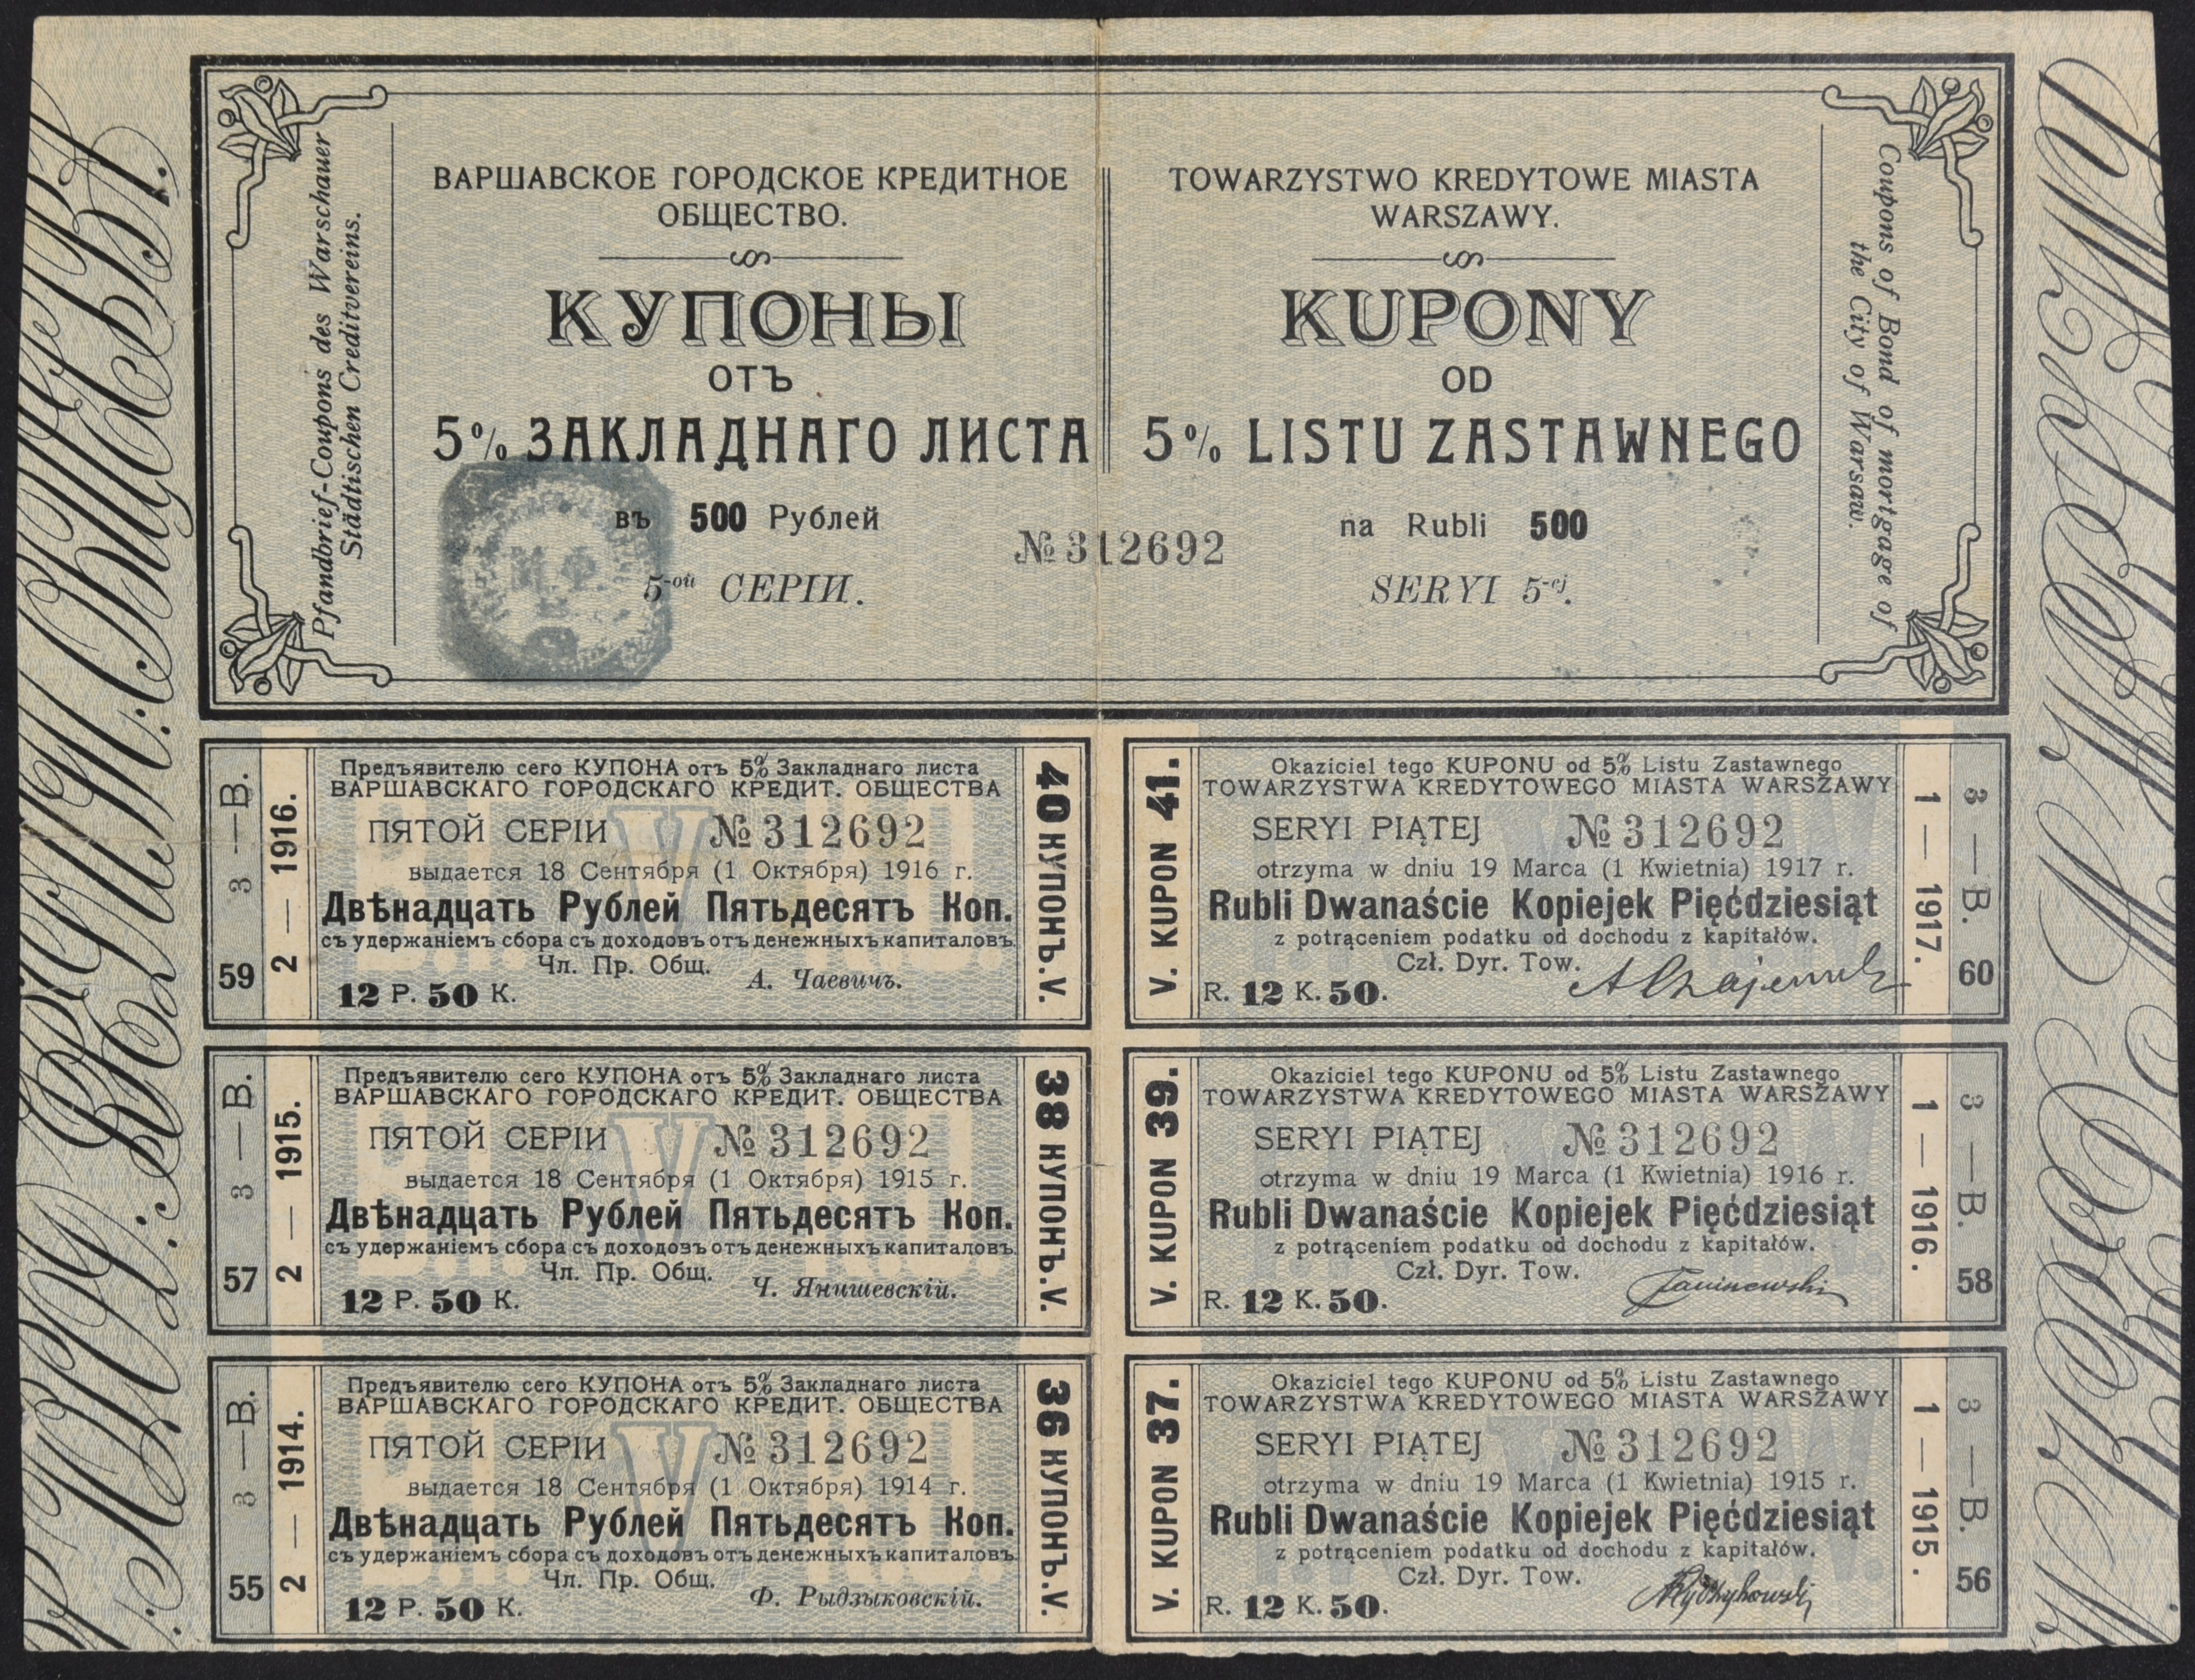 Pfandbrief-Coupons des Warschauer
Städtischen Creditvereins.
ВАРШАВСКОЕ ГОРОДСКОЕ КРЕДИТНОЕ
ОБЩЕСТВО.
КУПОНЫ
ОТЪ
5% ЗАКЛАДНАГО ЛИСТА
въ 500 Рублей
5-ой СЕРІИ.
№312692
TOWARZYSTWO KREDYTOWE MIASTA
WARSZAWY.
KUPONY
OD
5% LISTU ZASTAWNEGO
na Rubli 500
SERYI 5-ej.
Coupons of Bond of mortgage of
the City of Warsaw.
3 — В.
59
2 — 1916.
Предъявителю сего КУПОНА отъ 5% Закладнаго листа
ВАРШАВСКАГО ГОРОДСКАГО КРЕДИТ. ОБЩЕСТВА
ПЯТОЙ СЕРІИ №312692
выдается 18 Сентября (1 Октября) 1916 г.
Двѣнадцать Рублей Пятьдесятъ Коп.
съ удержаніемъ сбора съ доходовъ отъ денежныхъ капиталовъ
Чл. Пр. Общ. А. Чаевичъ.
12 Р. 50 К.
40 КУПОНЪ. V.
V. KUPON 41.
Okaziciel tego KUPONU od 5% Listu Zastawnego
TOWARZYSTWA KREDYTOWEGO MIASTA WARSZAWY
SERYI PIĄTEJ №312692
otrzyma w dniu 19 Marca (1 Kwietnia) 1917 r.
Rubli Dwanaście Kopiejek Pięćdziesiąt
z potrąceniem podatku od dochodu z kapitałów.
Czł. Dyr. Tow.
R. 12 K. 50.
1 — 1917.
3 — B.
60
3 — В.
57
2 — 1915.
Предъявителю сего КУПОНА отъ 5% Закладнаго листа
ВАРШАВСКАГО ГОРОДСКАГО КРЕДИТ. ОБЩЕСТВА
ПЯТОЙ СЕРІИ №312692
выдается 18 Сентября (1 Октября) 1915 г.
Двѣнадцать Рублей Пятьдесятъ Коп.
съ удержаніемъ сбора съ доходовъ отъ денежныхъ капиталовъ
Чл. Пр. Общ. Ч. Янишевскій.
12 Р. 50 К.
38 КУПОНЪ. V.
V. KUPON 39.
Okaziciel tego KUPONU od 5% Listu Zastawnego
TOWARZYSTWA KREDYTOWEGO MIASTA WARSZAWY
SERYI PIĄTEJ №312692
otrzyma w dniu 19 Marca (1 Kwietnia) 1916 r.
Rubli Dwanaście Kopiejek Pięćdziesiąt
z potrąceniem podatku od dochodu z kapitałów.
Czł. Dyr. Tow.
R. 12 K. 50.
1 — 1916.
3 — B.
58
3 — В.
55
2 — 1914.
Предъявителю сего КУПОНА отъ 5% Закладнаго листа
ВАРШАВСКАГО ГОРОДСКАГО КРЕДИТ. ОБЩЕСТВА
ПЯТОЙ СЕРІИ №312692
выдается 18 Сентября (1 Октября) 1914 г.
Двѣнадцать Рублей Пятьдесятъ Коп.
съ удержаніемъ сбора съ доходовъ отъ денежныхъ капиталовъ
Чл. Пр. Общ. Ф. Рыдзыковскій.
12 Р. 50 К.
36 КУПОНЪ. V.
V. KUPON 37.
Okaziciel tego KUPONU od 5% Listu Zastawnego
TOWARZYSTWA KREDYTOWEGO MIASTA WARSZAWY
SERYI PIĄTEJ №312692
otrzyma w dniu 19 Marca (1 Kwietnia) 1915 r.
Rubli Dwanaście Kopiejek Pięćdziesiąt
z potrąceniem podatku od dochodu z kapitałów.
Czł. Dyr. Tow.
R. 12 K. 50.
1 — 1915.
3 — B.
56